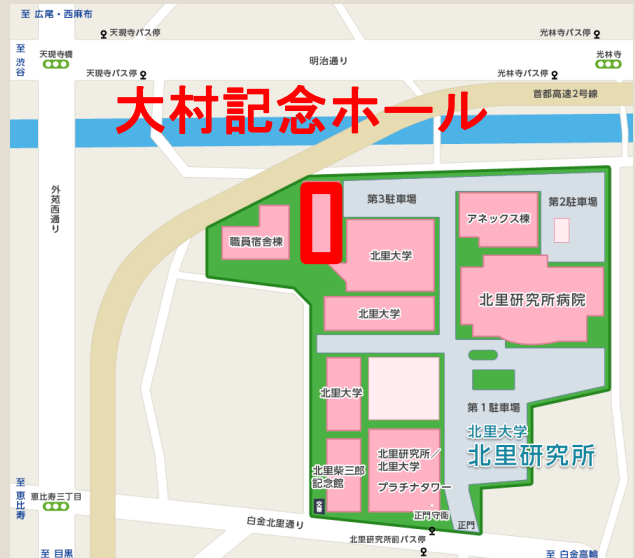 至 広尾・西麻布
天現寺バス停
光林寺バス停
至 渋谷
天現寺橋
明治通り
光林寺
天現寺バス停
光林寺バス停
首都高速2号線
大村記念ホール
外苑西通り
第3駐車場
第2駐車場
アネックス棟
職員宿舎棟
北里大学
北里研究所病院
北里大学
北里大学
第1駐車場
北里大学
北里研究所
北里柴三郎
記念館
北里研究所／
北里大学
プラチナタワー
正門守衛
正門
至 恵比寿
恵比寿三丁目
白金北里通り
北里研究所前バス停
至 目黒
至 白金高輪